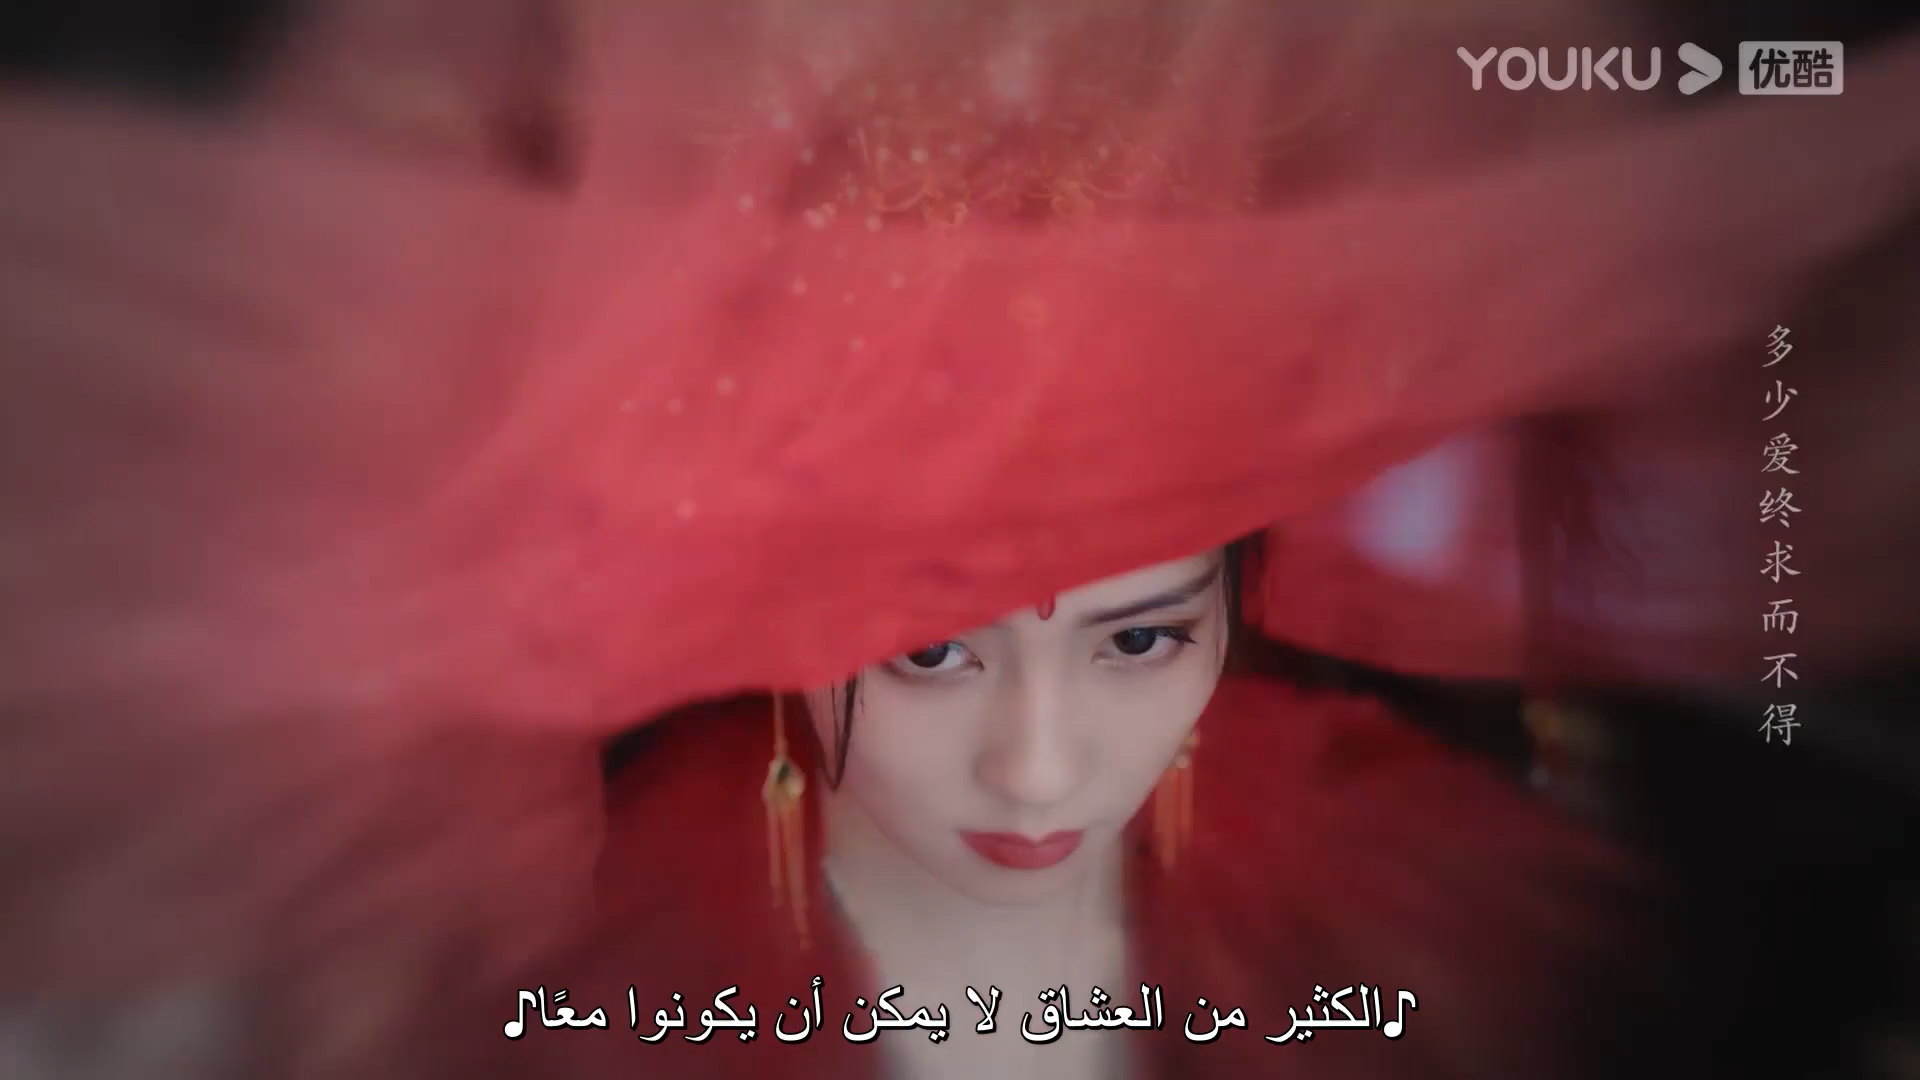 YOUKU 优酷
多少爱终求而不得
♪الكثير من العشاق لا يمكن أن يكونوا معًا♪